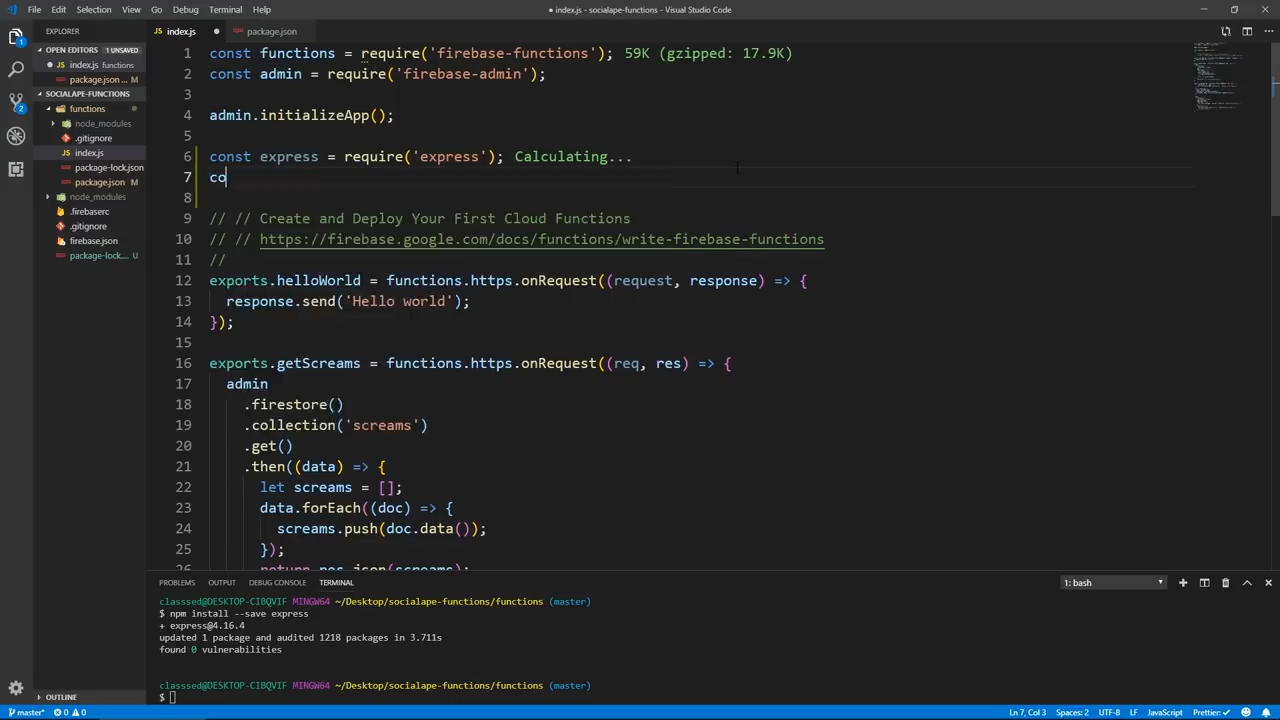 File Edit Selection View Go Debug Terminal Help
● index.js - socialape-functions - Visual Studio Code
EXPLORER
OPEN EDITORS 1 UNSAVED
● index.js functions
package.json ... M
SOCIALAPE-FUNCTIONS
functions
node_modules
.gitignore
index.js
package-lock.json
package.json M
node_modules
.firebaserc
.gitignore
firebase.json
package-lock.... U
OUTLINE
index.js ● package.json
1 const functions = require('firebase-functions'); 59K (gzipped: 17.9K)
2 const admin = require('firebase-admin');
3
4 admin.initializeApp();
5
6 const express = require('express'); Calculating...
7 co
8
9 // // Create and Deploy Your First Cloud Functions
10 // // https://firebase.google.com/docs/functions/write-firebase-functions
11 //
12 exports.helloWorld = functions.https.onRequest((request, response) => {
13 response.send('Hello world');
14 });
15
16 exports.getScreams = functions.https.onRequest((req, res) => {
17 admin
18 .firestore()
19 .collection('screams')
20 .get()
21 .then((data) => {
22 let screams = [];
23 data.forEach((doc) => {
24 screams.push(doc.data());
25 });
26 return res.json(screams);
PROBLEMS OUTPUT DEBUG CONSOLE TERMINAL 1: bash
classsed@DESKTOP-CIBQVIF MINGW64 ~/Desktop/socialape-functions/functions (master)
$ npm install --save express
+ express@4.16.4
updated 1 package and audited 1218 packages in 3.711s
found 0 vulnerabilities
classsed@DESKTOP-CIBQVIF MINGW64 ~/Desktop/socialape-functions/functions (master)
$
master* 0 0 Ln 7, Col 3 Spaces: 2 UTF-8 LF JavaScript Prettier: ✓